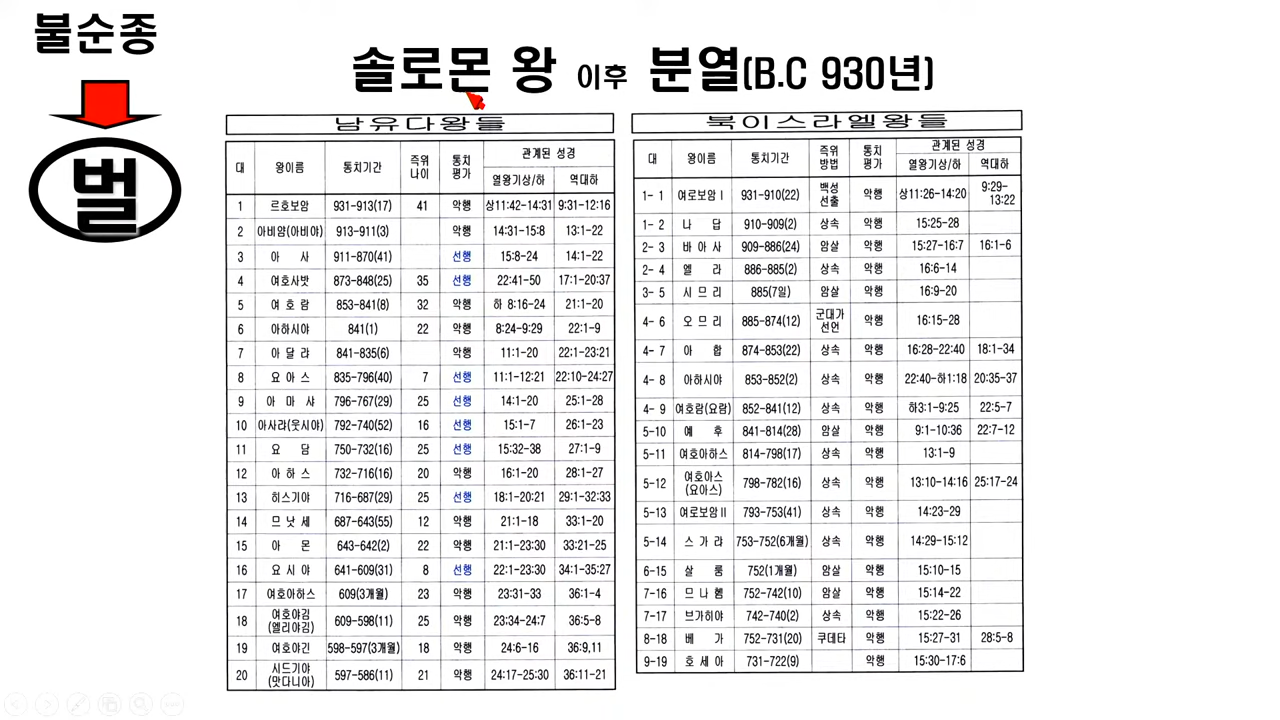 불순종
벌
솔로몬 왕 이후 분열(B.C 930년)
남유다왕들
대 왕이름 통치기간 즉위 나이 통치 평가 관계된 성경
열왕기상/하 역대하
1 르호보암 931-913(17) 41 악행 상11:42-14:31 9:31-12:16
2 아비얌(아비야) 913-911(3) 악행 14:31-15:8 13:1-22
3 아 사 911-870(41) 선행 15:8-24 14:1-22
4 여호사밧 873-848(25) 35 선행 22:41-50 17:1-20:37
5 여 호 람 853-841(8) 32 악행 하 8:16-24 21:1-20
6 아하시야 841(1) 22 악행 8:24-9:29 22:1-9
7 아 달 랴 841-835(6) 악행 11:1-20 22:1-23:21
8 요 아 스 835-796(40) 7 선행 11:1-12:21 22:10-24:27
9 아 마 샤 796-767(29) 25 선행 14:1-20 25:1-28
10 아사랴(웃시야) 792-740(52) 16 선행 15:1-7 26:1-23
11 요 담 750-732(16) 25 선행 15:32-38 27:1-9
12 아 하 스 732-716(16) 20 악행 16:1-20 28:1-27
13 히스기야 716-687(29) 25 선행 18:1-20:21 29:1-32:33
14 므 낫 세 687-643(55) 12 악행 21:1-18 33:1-20
15 아 몬 643-642(2) 22 악행 21:1-23:30 33:21-25
16 요 시 야 641-609(31) 8 선행 22:1-23:30 34:1-35:27
17 여호아하스 609(3개월) 23 악행 23:31-33 36:1-4
18 여호야김 (엘리아김) 609-598(11) 25 악행 23:34-24:7 36:5-8
19 여호야긴 598-597(3개월) 18 악행 24:6-16 36:9,11
20 시드기야 (맛다니아) 597-586(11) 21 악행 24:17-25:30 36:11-21
북이스라엘왕들
대 왕이름 통치기간 즉위 방법 통치 평가 관계된 성경
열왕기상/하 역대하
1- 1 여로보암Ⅰ 931-910(22) 백성 선출 악행 상11:26-14:20 9:29-13:22
1- 2 나 답 910-909(2) 상속 악행 15:25-28
2- 3 바 아 사 909-886(24) 암살 악행 15:27-16:7 16:1-6
2- 4 엘 라 886-885(2) 상속 악행 16:6-14
3- 5 시 므 리 885(7일) 암살 악행 16:9-20
4- 6 오 므 리 885-874(12) 군대가 선언 악행 16:15-28
4- 7 아 합 874-853(22) 상속 악행 16:28-22:40 18:1-34
4- 8 아하시야 853-852(2) 상속 악행 22:40-하1:18 20:35-37
4- 9 여호람(요람) 852-841(12) 상속 악행 하3:1-9:25 22:5-7
5-10 예 후 841-814(28) 암살 악행 9:1-10:36 22:7-12
5-11 여호아하스 814-798(17) 상속 악행 13:1-9
5-12 여호아스 (요아스) 798-782(16) 상속 악행 13:10-14:16 25:17-24
5-13 여로보암Ⅱ 793-753(41) 상속 악행 14:23-29
5-14 스 가 랴 753-752(6개월) 상속 악행 14:29-15:12
6-15 살 룸 752(1개월) 암살 악행 15:10-15
7-16 므 나 헴 752-742(10) 암살 악행 15:14-22
7-17 브가히야 742-740(2) 상속 악행 15:22-26
8-18 베 가 752-731(20) 쿠데타 악행 15:27-31 28:5-8
9-19 호 세 아 731-722(9) 악행 15:30-17:6